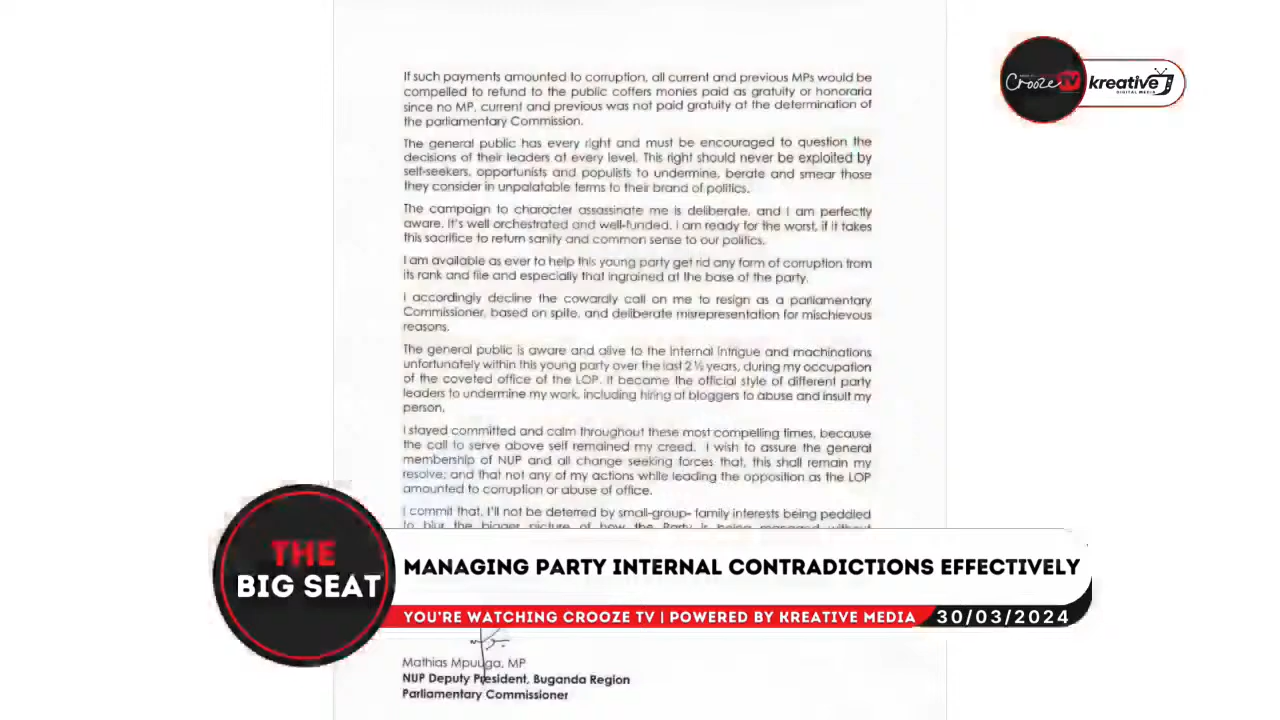 If such payments amounted to corruption, all current and previous MPs would be
compelled to refund to the public coffers monies paid as gratuity or honoraria
since no MP, current and previous was not paid gratuity at the determination of
the parliamentary Commission.
The general public has every right and must be encouraged to question the
decisions of their leaders at every level. This right should never be exploited by
self-seekers, opportunists and populists to undermine, berate and smear those
they consider in unpalatable terms to their brand of politics.
The campaign to character assassinate me is deliberate, and I am perfectly
aware. It's well orchestrated and well-funded. I am ready for the worst, if it takes
this sacrifice to return sanity and common sense to our politics.
I am available as ever to help this young party get rid any form of corruption from
its rank and file and especially that ingrained at the base of the party.
I accordingly decline the cowardly call on me to resign as a parliamentary
Commissioner, based on spite, and deliberate misrepresentation for mischievous
reasons.
The general public is aware and alive to the internal intrigue and machinations
unfortunately within this young party over the last 2 ½ years, during my occupation
of the coveted office of the LOP. It became the official style of different party
leaders to undermine my work, including hiring of bloggers to abuse and insult my
person.
I stayed committed and calm throughout these most compelling times, because
the call to serve above self remained my creed. I wish to assure the general
membership of NUP and all change seeking forces that, this shall remain my
resolve; and that not any of my actions while leading the opposition as the LOP
amounted to corruption or abuse of office.
I commit that, I'll not be deterred by small-group- family interests being peddled
to blur the bigger picture of how the Party is being managed without
Mathias Mpuuga, MP
NUP Deputy President, Buganda Region
Parliamentary Commissioner
Crooze TV
kreative
DIGITAL MEDIA
THE
BIG SEAT
MANAGING PARTY INTERNAL CONTRADICTIONS EFFECTIVELY
YOU'RE WATCHING CROOZE TV | POWERED BY KREATIVE MEDIA
30/03/2024